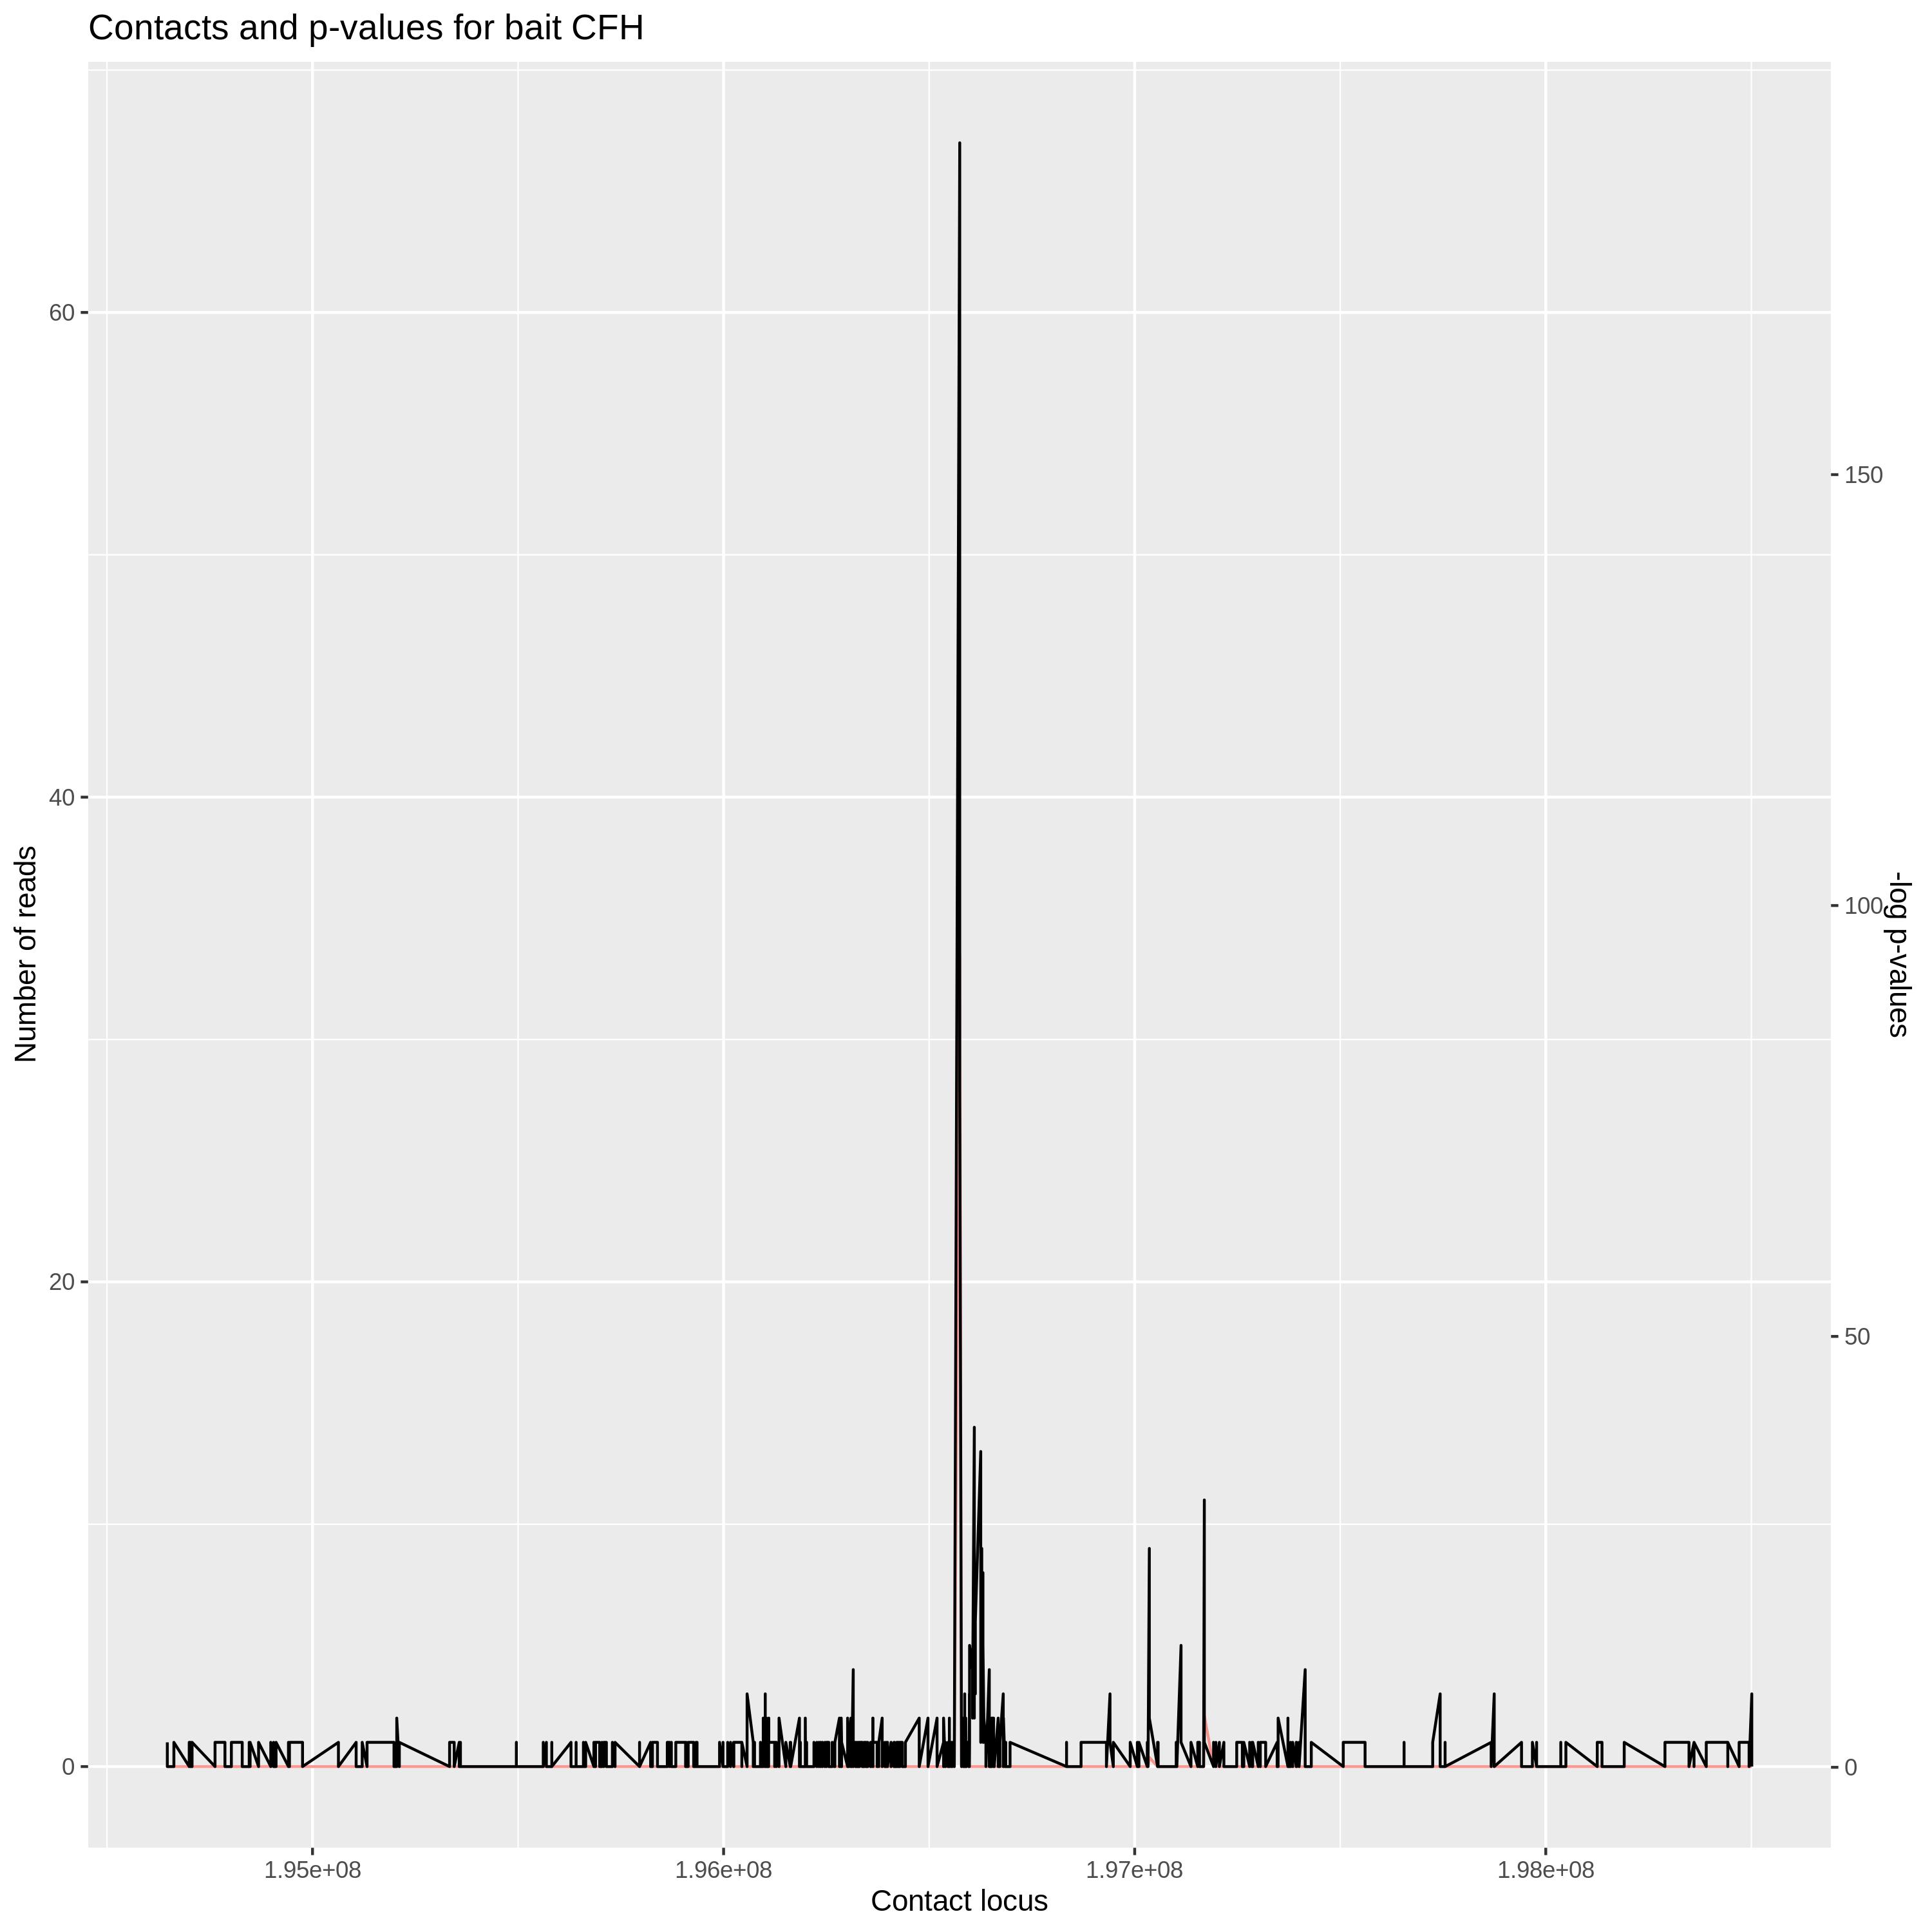 Contacts and p-values for bait CFH
60
40
20
0
Number of reads
150
100
50
0
-log p-values
1.95e+08
1.96e+08
1.97e+08
1.98e+08
Contact locus